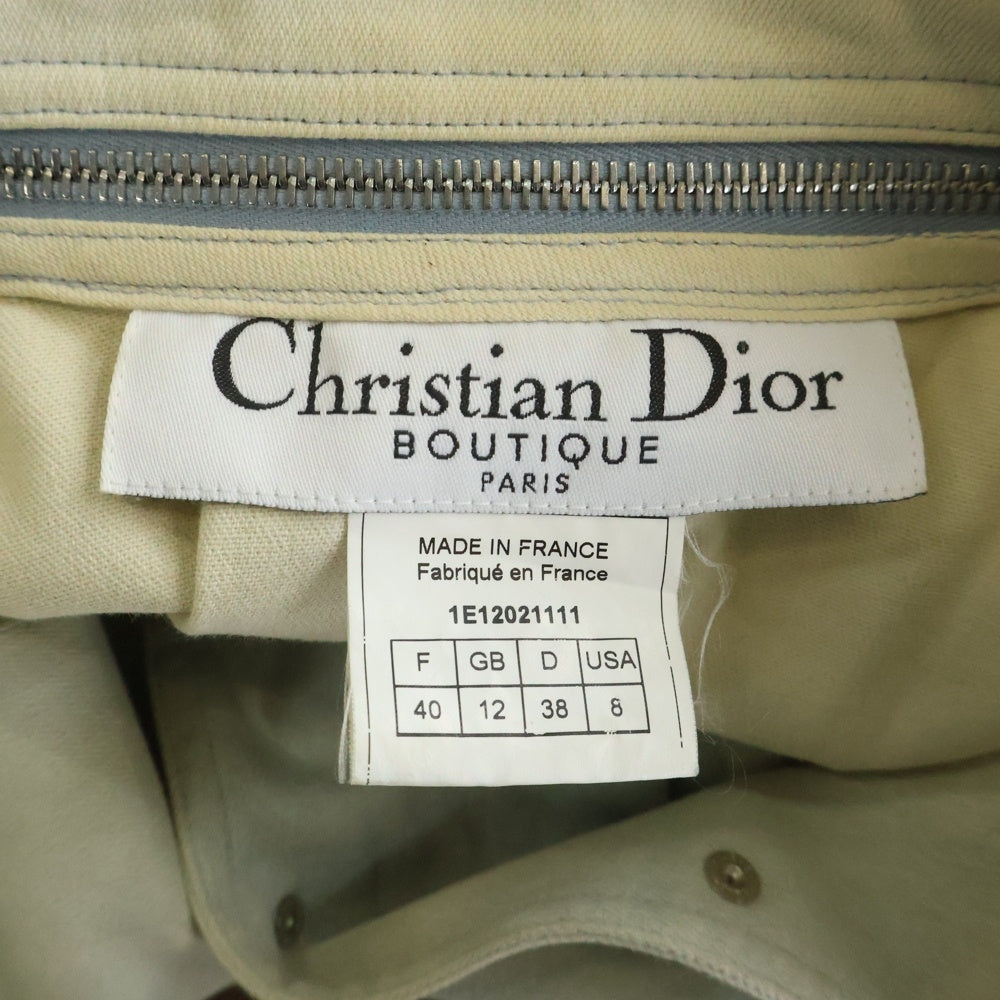 Christian Dior
BOUTIQUE
PARIS
MADE IN FRANCE
Fabriqué en France
1E12021111
F GB D USA
40 12 38 8